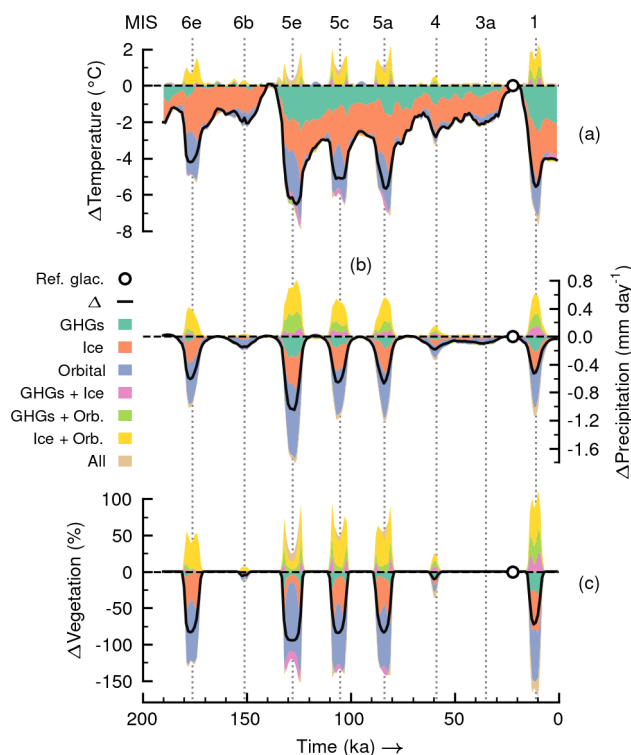 MIS 6e 6b 5e 5c 5a 4 3a 1
2
0
-2
-4
-6
-8
ΔTemperature (°C)
(a)
(b)
Ref. glac.
Δ
GHGs
Ice
Orbital
GHGs + Ice
GHGs + Orb.
Ice + Orb.
All
0.8
0.4
0.0
-0.4
-0.8
-1.2
-1.6
ΔPrecipitation (mm day⁻¹)
100
50
0
-50
-100
-150
ΔVegetation (%)
(c)
200 150 100 50 0
Time (ka) →